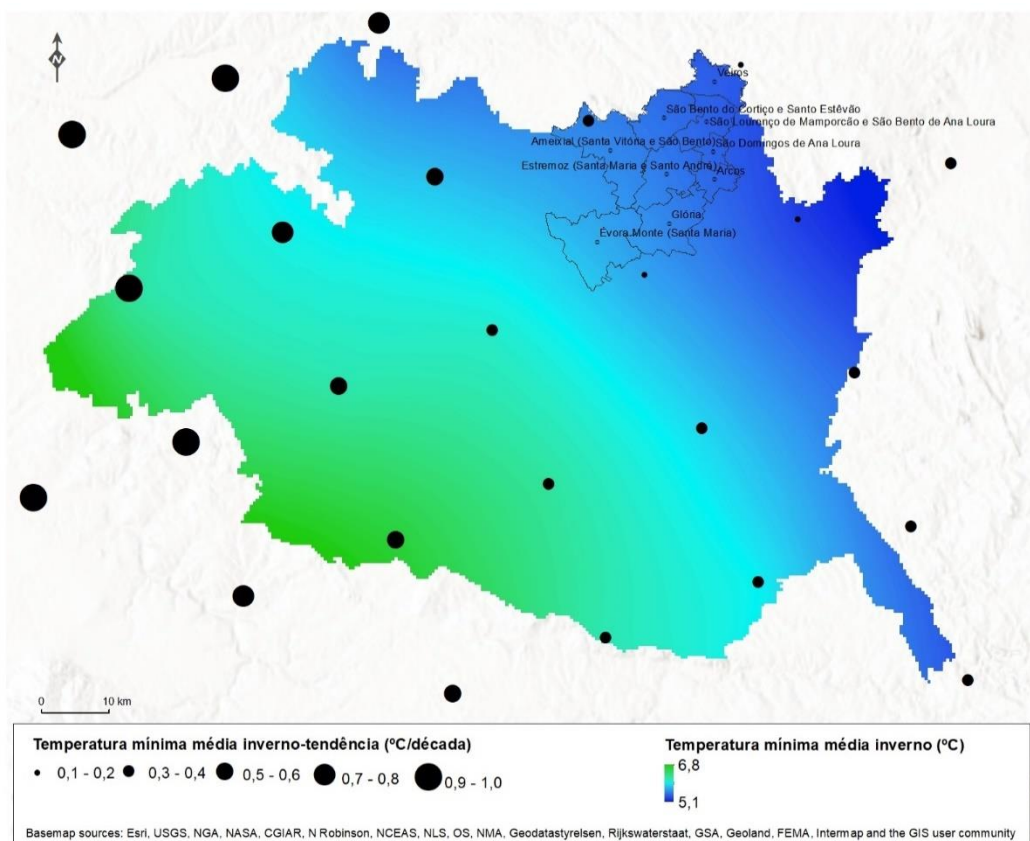 N
Veiros
São Bento do Cortiço e Santo Estêvão
São Lourenço de Mamporcão e São Bento de Ana Loura
Ameixial (Santa Vitória e São Bento)
São Domingos de Ana Loura
Estremoz (Santa Maria e Santo André)
Arcos
Glória
Évora Monte (Santa Maria)
0 10 km
Temperatura mínima média inverno-tendência (ºC/década)
0,1 - 0,2 0,3 - 0,4 0,5 - 0,6 0,7 - 0,8 0,9 - 1,0
Temperatura mínima média inverno (ºC)
6,8
5,1
Basemap sources: Esri, USGS, NGA, NASA, CGIAR, N Robinson, NCEAS, NLS, OS, NMA, Geodatastyrelsen, Rijkswaterstaat, GSA, Geoland, FEMA, Intermap and the GIS user community